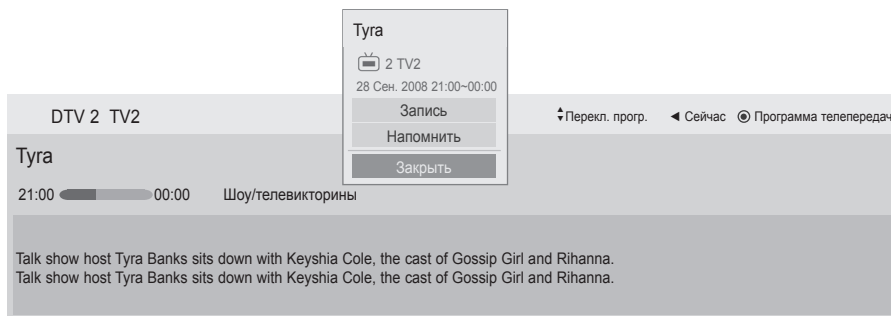 Tyra
2 TV2
28 Сен. 2008 21:00~00:00
Запись
Напомнить
Закрыть
DTV 2 TV2
Перекл. прогр. ◄ Сейчас ◉ Программа телепередач
Tyra
21:00 00:00 Шоу/телевикторины
Talk show host Tyra Banks sits down with Keyshia Cole, the cast of Gossip Girl and Rihanna.
Talk show host Tyra Banks sits down with Keyshia Cole, the cast of Gossip Girl and Rihanna.